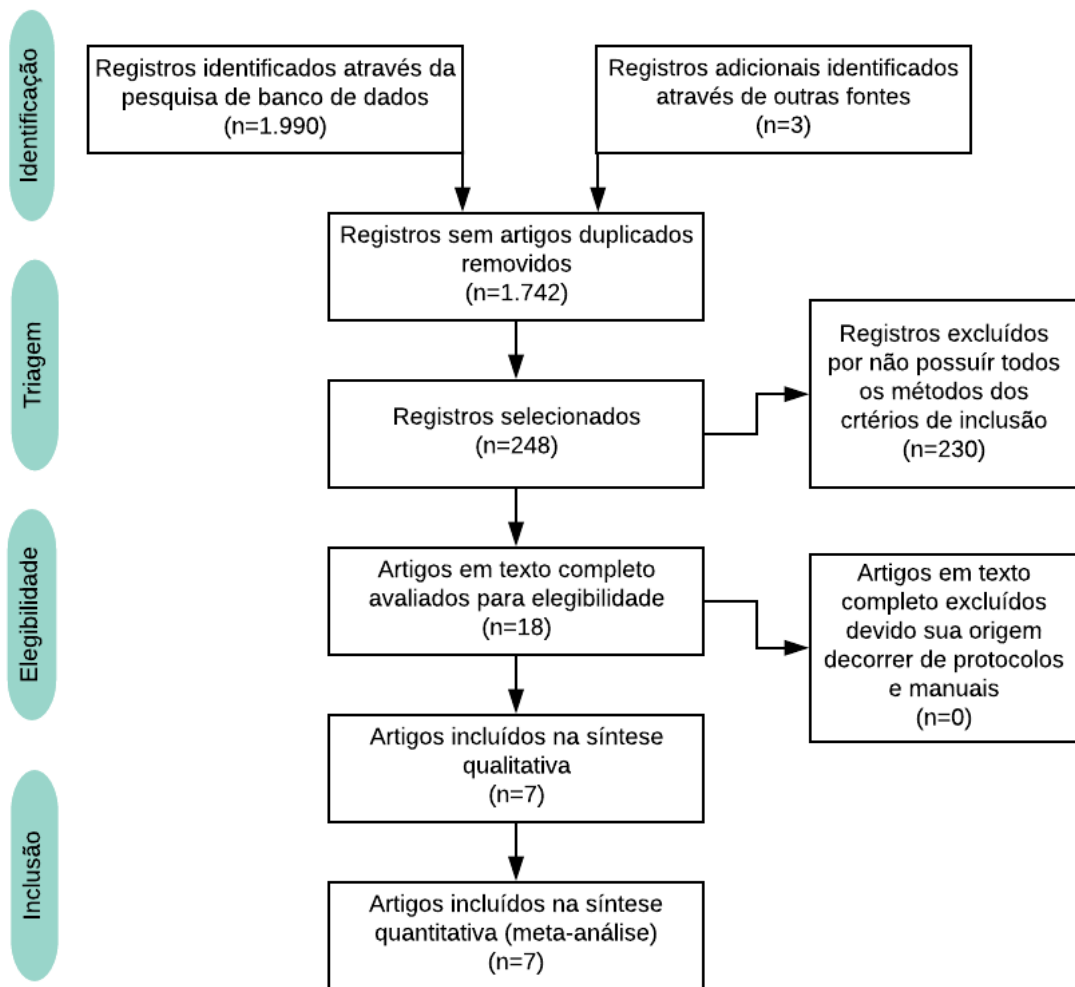 Identificação
Registros identificados através da
pesquisa de banco de dados
(n=1.990)
Registros adicionais identificados
através de outras fontes
(n=3)
Registros sem artigos duplicados
removidos
(n=1.742)
Triagem
Registros selecionados
(n=248)
Registros excluídos
por não possuír todos
os métodos dos
crtérios de inclusão
(n=230)
Elegibilidade
Artigos em texto completo
avaliados para elegibilidade
(n=18)
Artigos em texto
completo excluídos
devido sua origem
decorrer de protocolos
e manuais
(n=0)
Artigos incluídos na síntese
qualitativa
(n=7)
Inclusão
Artigos incluídos na síntese
quantitativa (meta-análise)
(n=7)